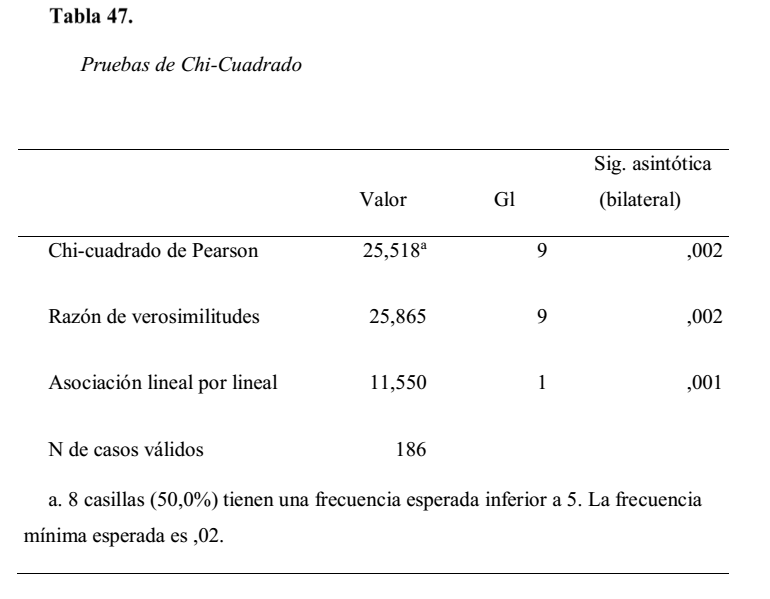 Tabla 47.
Pruebas de Chi-Cuadrado
Sig. asintótica
Valor Gl (bilateral)
Chi-cuadrado de Pearson 25,518ª 9 ,002
Razón de verosimilitudes 25,865 9 ,002
Asociación lineal por lineal 11,550 1 ,001
N de casos válidos 186
a. 8 casillas (50,0%) tienen una frecuencia esperada inferior a 5. La frecuencia
mínima esperada es ,02.